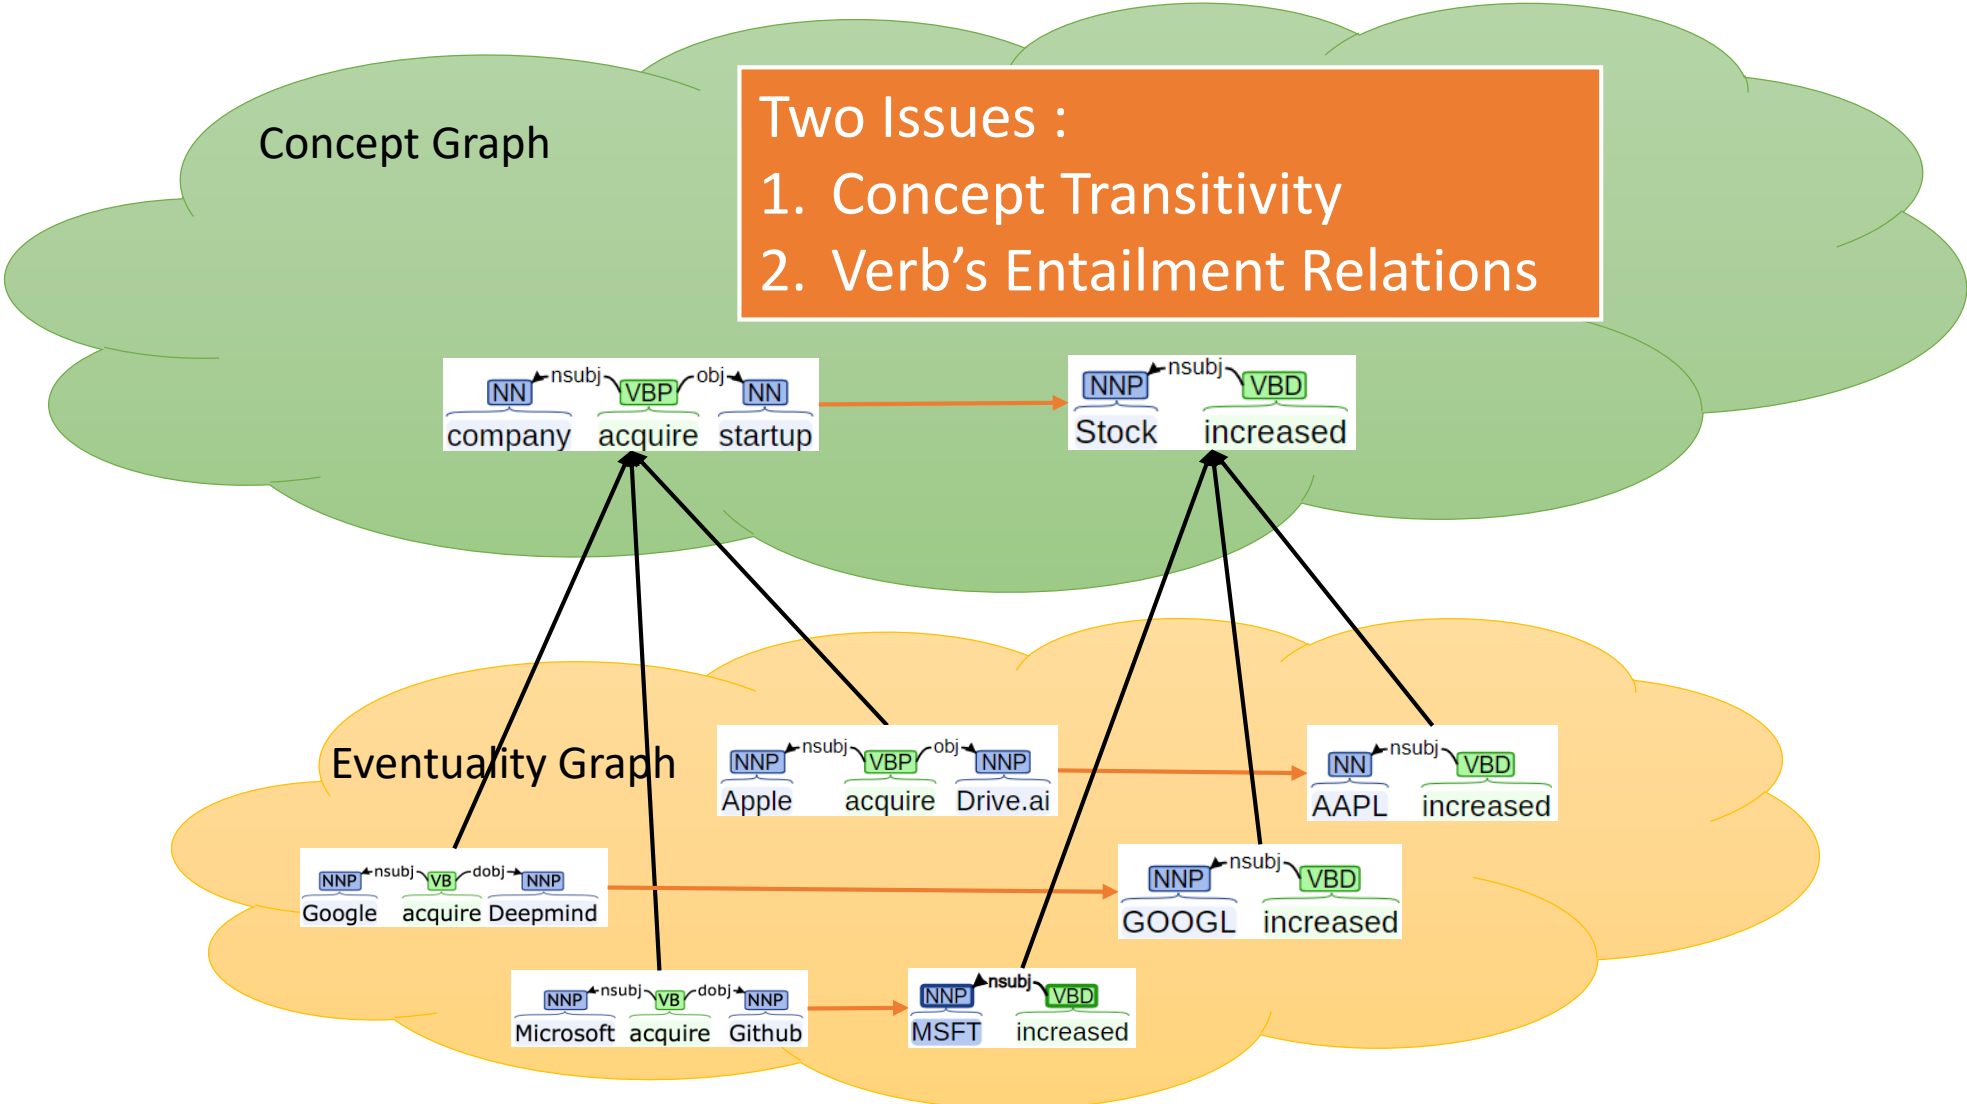 Concept Graph
Two Issues :
1. Concept Transitivity
2. Verb’s Entailment Relations
nsubj obj
NN VBP NN
company acquire startup
nsubj
NNP VBD
Stock increased
Eventuality Graph
nsubj obj
NNP VBP NNP
Apple acquire Drive.ai
nsubj
NN VBD
AAPL increased
nsubj dobj
NNP VB NNP
Google acquire Deepmind
nsubj
NNP VBD
GOOGL increased
nsubj dobj
NNP VB NNP
Microsoft acquire Github
nsubj
NNP VBD
MSFT increased